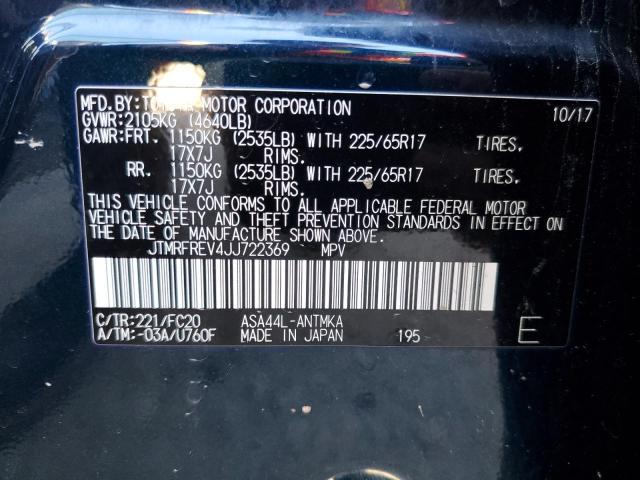 MFD.BY:TOYOTA MOTOR CORPORATION 10/17
GVWR:2105KG (4640LB)
GAWR:FRT. 1150KG (2535LB) WITH 225/65R17 TIRES,
17X7J RIMS.
RR. 1150KG (2535LB) WITH 225/65R17 TIRES,
17X7J RIMS.
THIS VEHICLE CONFORMS TO ALL APPLICABLE FEDERAL MOTOR
VEHICLE SAFETY AND THEFT PREVENTION STANDARDS IN EFFECT ON
THE DATE OF MANUFACTURE SHOWN ABOVE.
JTMRFREV4JJ722369 MPV
C/TR:221/FC20 ASA44L-ANTMKA
A/TM:-03A/U760F MADE IN JAPAN 195 E